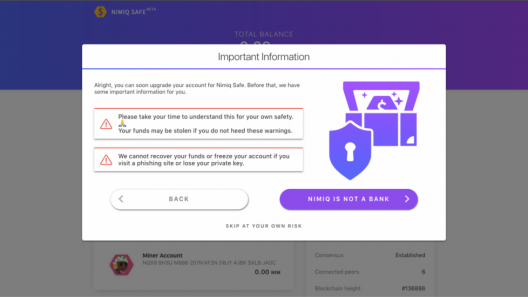 NIMIQ SAFE BETA
TOTAL BALANCE
Important Information
Alright, you can soon upgrade your account for Nimiq Safe. Before that, we have
some important information for you.
Please take your time to understand this for your own safety.
🙏
Your funds may be stolen if you do not heed these warnings.
We cannot recover your funds or freeze your account if you
visit a phishing site or lose your private key.
BACK
NIMIQ IS NOT A BANK
SKIP AT YOUR OWN RISK
Miner Account
0.00 NIM
Consensus Established
Connected peers 6
Blockchain height #136888